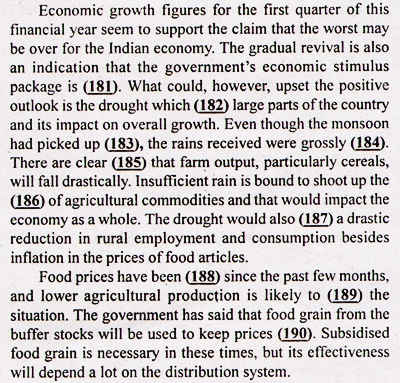 Economic growth figures for the first quarter of this
financial year seem to support the claim that the worst may
be over for the Indian economy. The gradual revival is also
an indication that the government's economic stimulus
package is (181). What could, however, upset the positive
outlook is the drought which (182) large parts of the country
and its impact on overall growth. Even though the monsoon
had picked up (183), the rains received were grossly (184).
There are clear (185) that farm output, particularly cereals,
will fall drastically. Insufficient rain is bound to shoot up the
(186) of agricultural commodities and that would impact the
economy as a whole. The drought would also (187) a drastic
reduction in rural employment and consumption besides
inflation in the prices of food articles.
Food prices have been (188) since the past few months,
and lower agricultural production is likely to (189) the
situation. The government has said that food grain from the
buffer stocks will be used to keep prices (190). Subsidised
food grain is necessary in these times, but its effectiveness
will depend a lot on the distribution system.